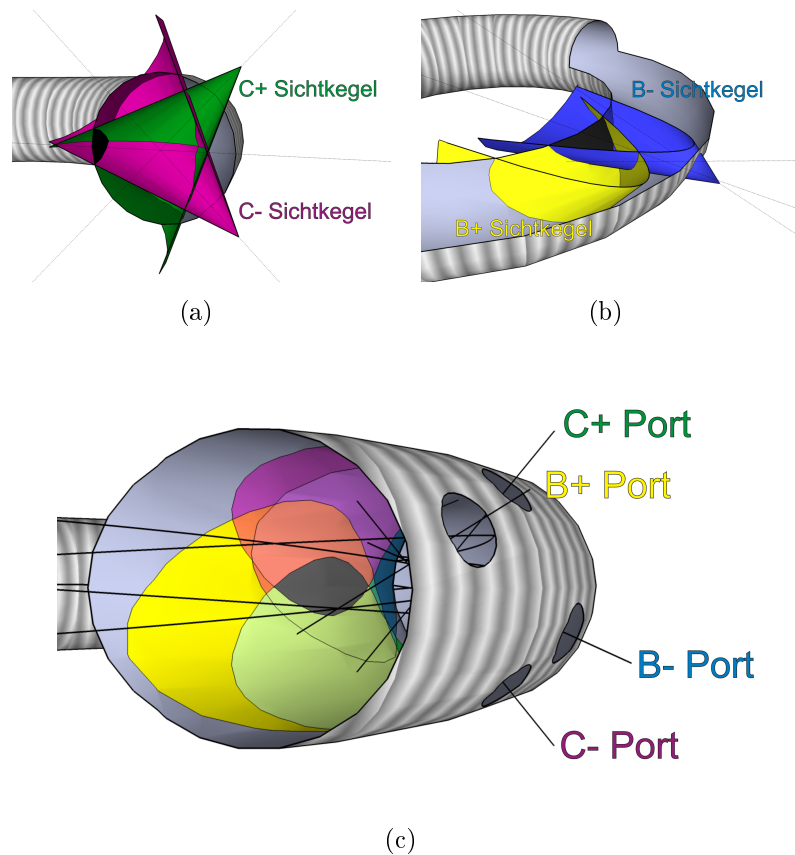 C+ Sichtkegel
C- Sichtkegel
(a)
B- Sichtkegel
B+ Sichtkegel
(b)
C+ Port
B+ Port
B- Port
C- Port
(c)